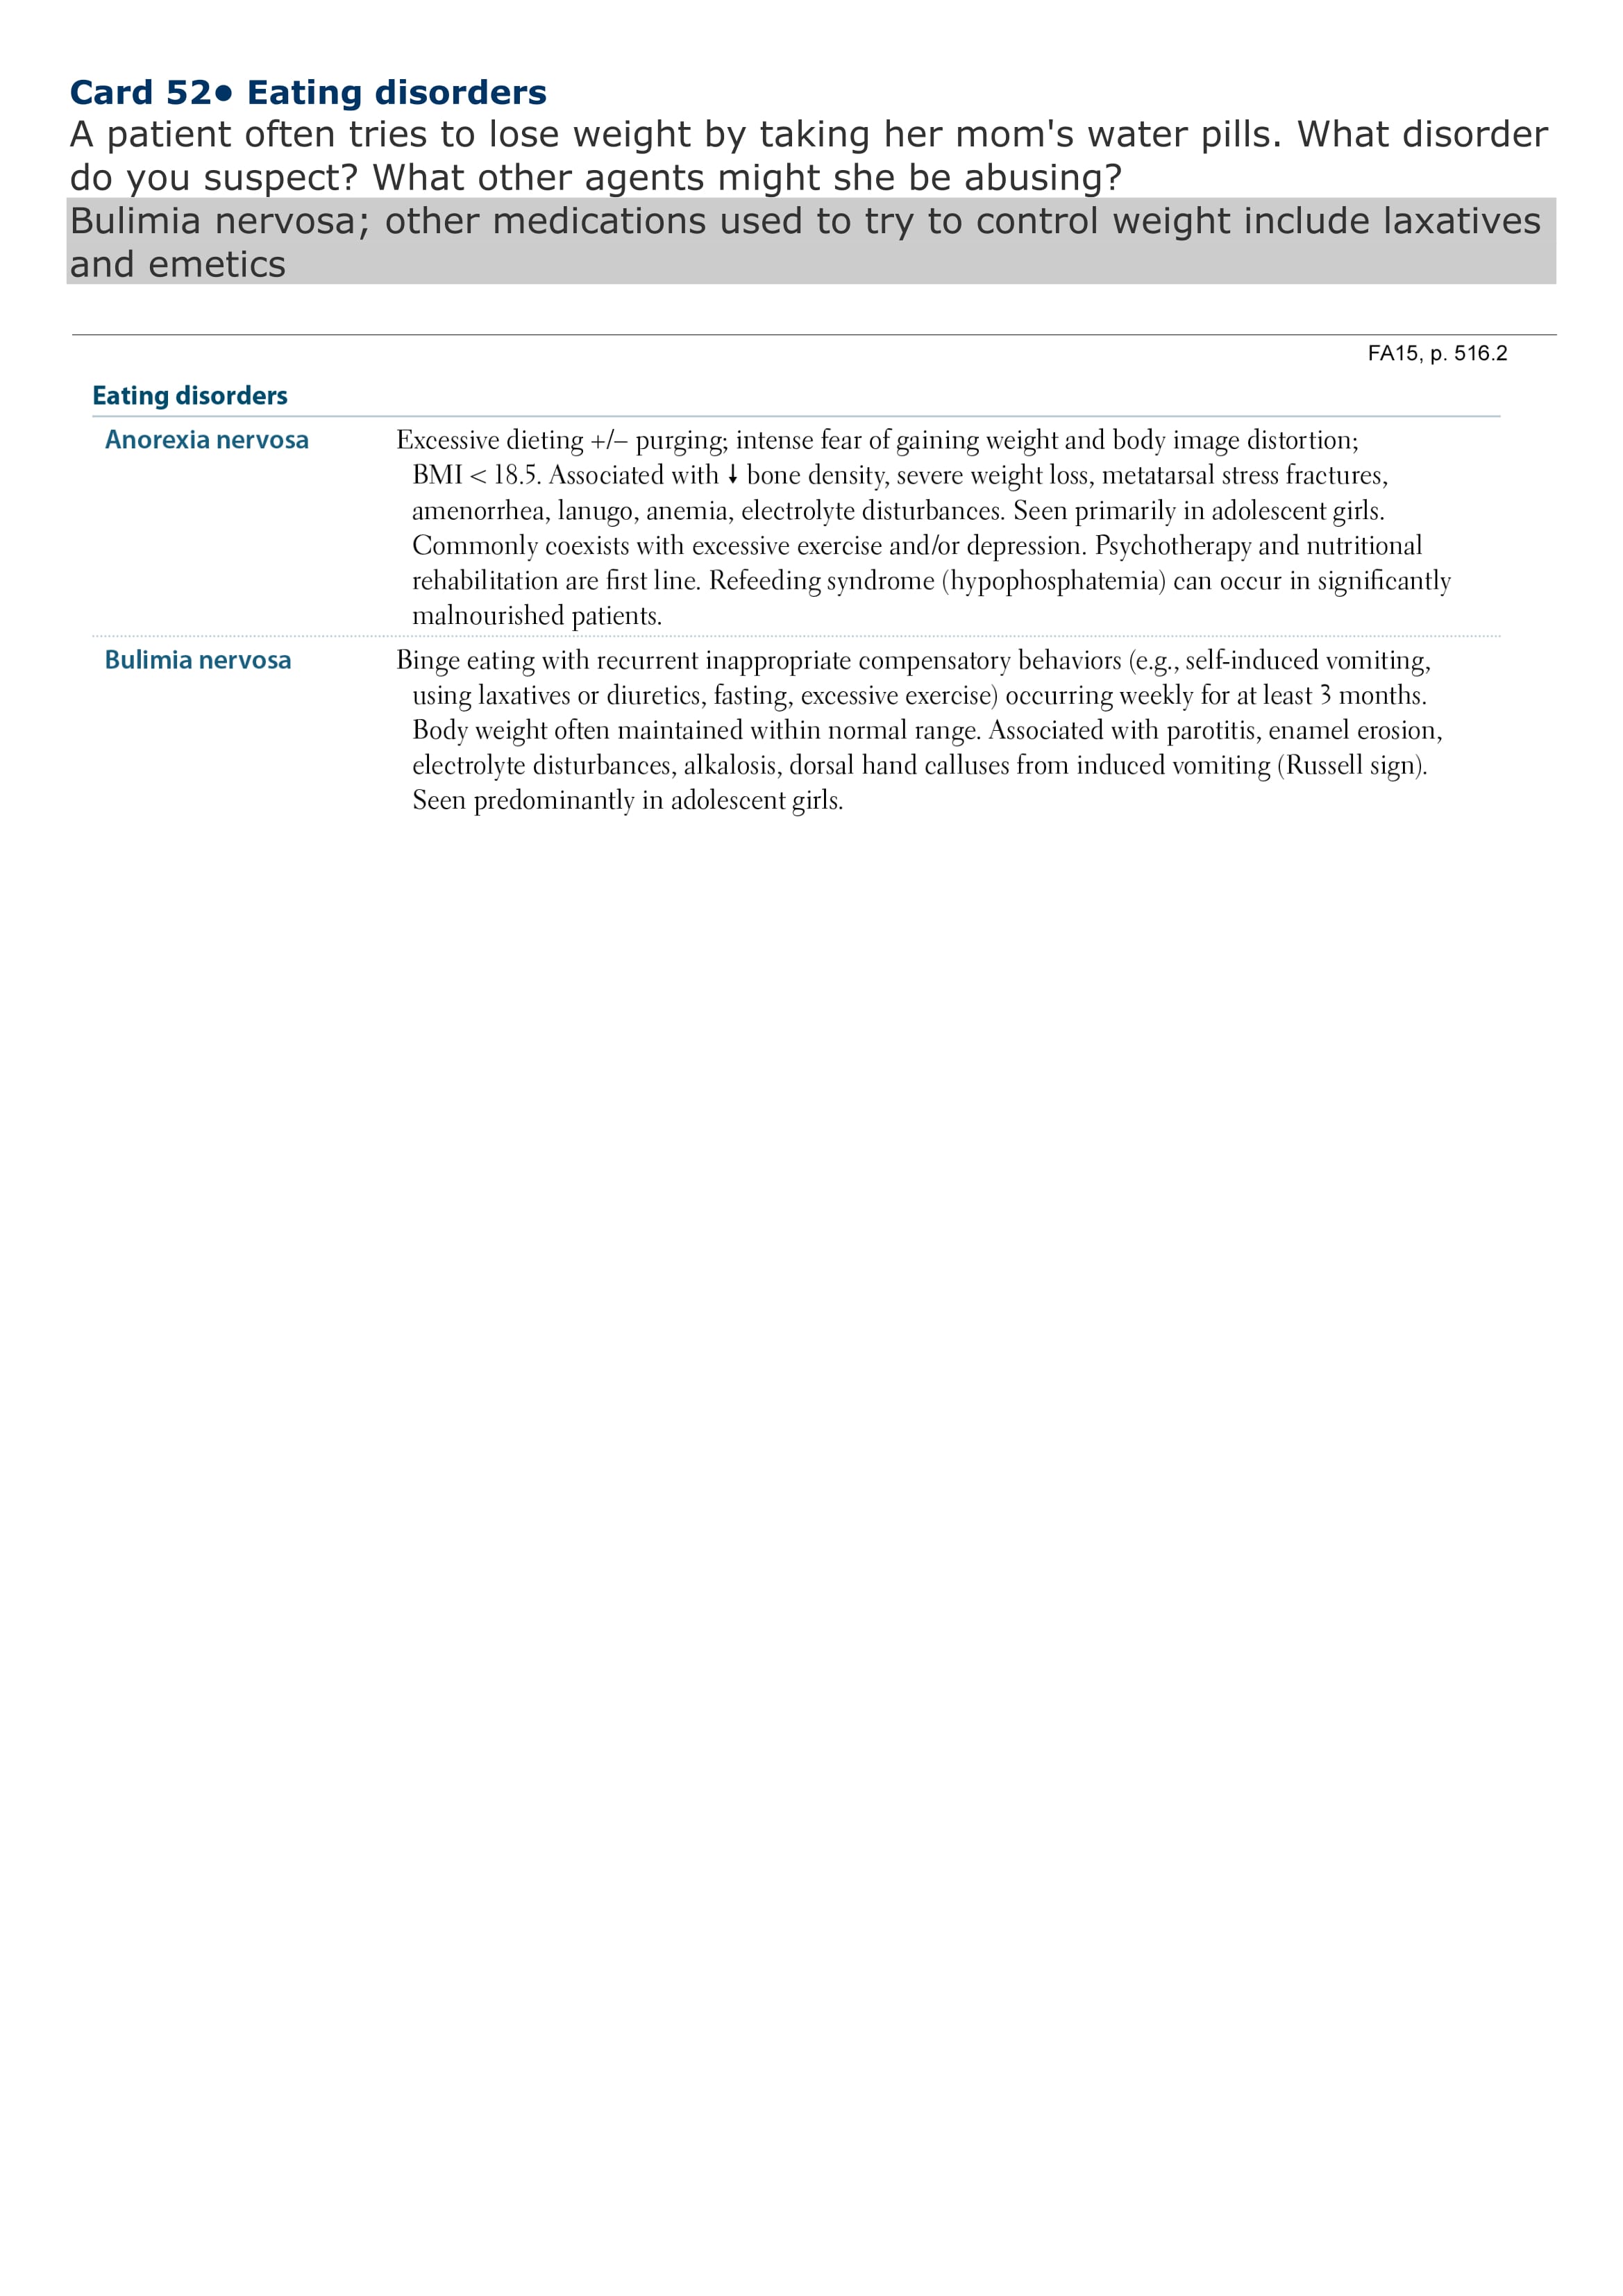 Card 52● Eating disorders
A patient often tries to lose weight by taking her mom's water pills. What disorder
do you suspect? What other agents might she be abusing?
Bulimia nervosa; other medications used to try to control weight include laxatives
and emetics
FA15, p. 516.2
Eating disorders
Anorexia nervosa Excessive dieting +/– purging; intense fear of gaining weight and body image distortion;
BMI < 18.5. Associated with ↓ bone density, severe weight loss, metatarsal stress fractures,
amenorrhea, lanugo, anemia, electrolyte disturbances. Seen primarily in adolescent girls.
Commonly coexists with excessive exercise and/or depression. Psychotherapy and nutritional
rehabilitation are first line. Refeeding syndrome (hypophosphatemia) can occur in significantly
malnourished patients.
Bulimia nervosa Binge eating with recurrent inappropriate compensatory behaviors (e.g., self-induced vomiting,
using laxatives or diuretics, fasting, excessive exercise) occurring weekly for at least 3 months.
Body weight often maintained within normal range. Associated with parotitis, enamel erosion,
electrolyte disturbances, alkalosis, dorsal hand calluses from induced vomiting (Russell sign).
Seen predominantly in adolescent girls.